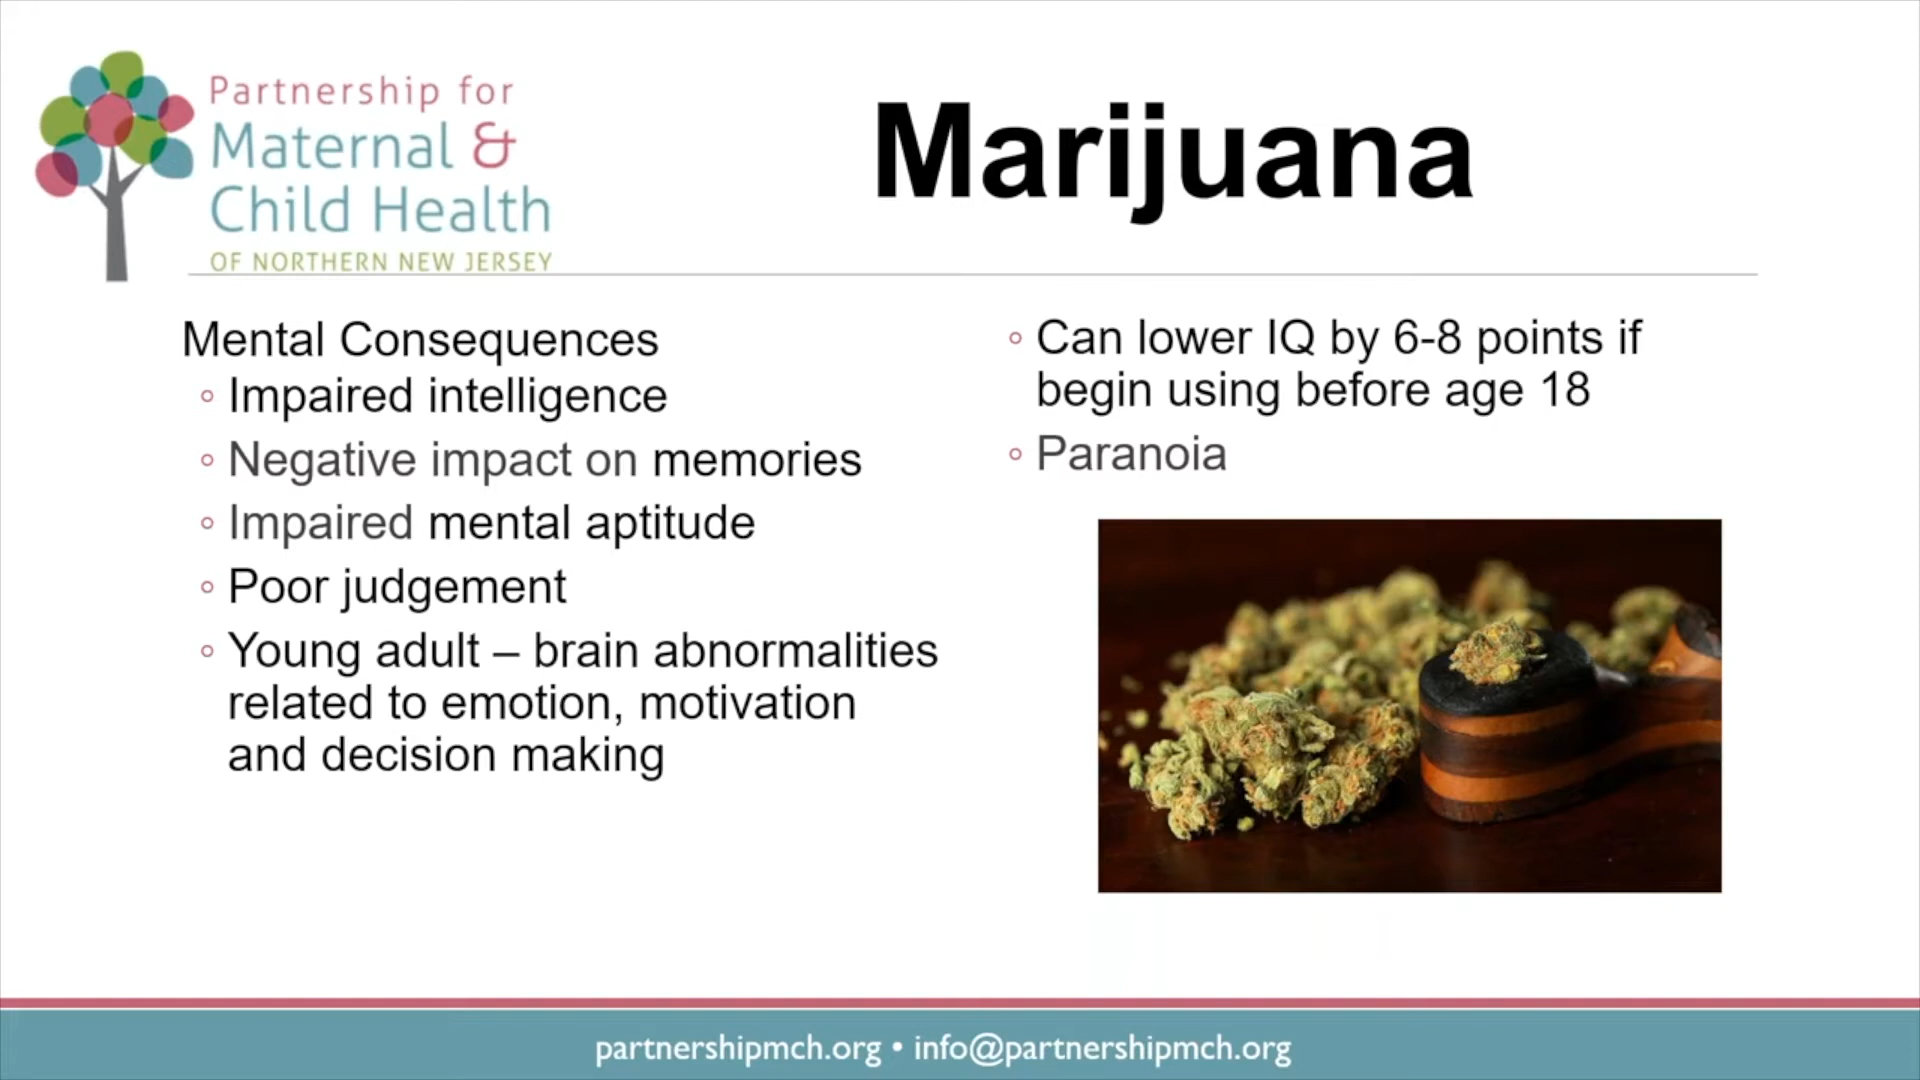 Partnership for
Maternal &
Child Health
OF NORTHERN NEW JERSEY
Marijuana
Mental Consequences
◦ Impaired intelligence
◦ Negative impact on memories
◦ Impaired mental aptitude
◦ Poor judgement
◦ Young adult – brain abnormalities
related to emotion, motivation
and decision making
◦ Can lower IQ by 6-8 points if
begin using before age 18
◦ Paranoia
partnershipmch.org • info@partnershipmch.org